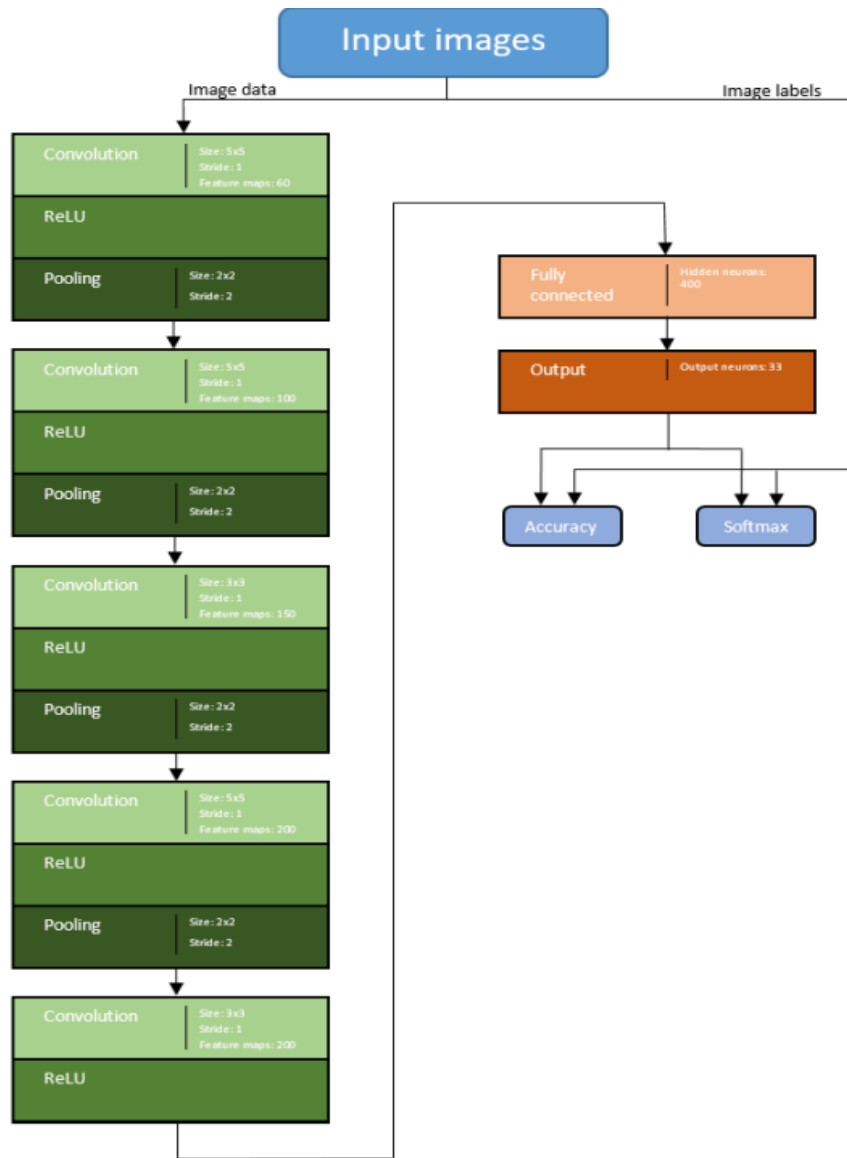 Input images
Image data
Image labels
Convolution
Size: 5x5
Stride: 1
Feature maps: 60
ReLU
Pooling
Size: 2x2
Stride: 2
Convolution
Size: 5x5
Stride: 1
Feature maps: 100
ReLU
Pooling
Size: 2x2
Stride: 2
Convolution
Size: 3x3
Stride: 1
Feature maps: 150
ReLU
Pooling
Size: 2x2
Stride: 2
Convolution
Size: 5x5
Stride: 1
Feature maps: 200
ReLU
Pooling
Size: 2x2
Stride: 2
Convolution
Size: 3x3
Stride: 1
Feature maps: 200
ReLU
Fully
connected
Hidden neurons:
400
Output
Output neurons: 33
Accuracy
Softmax